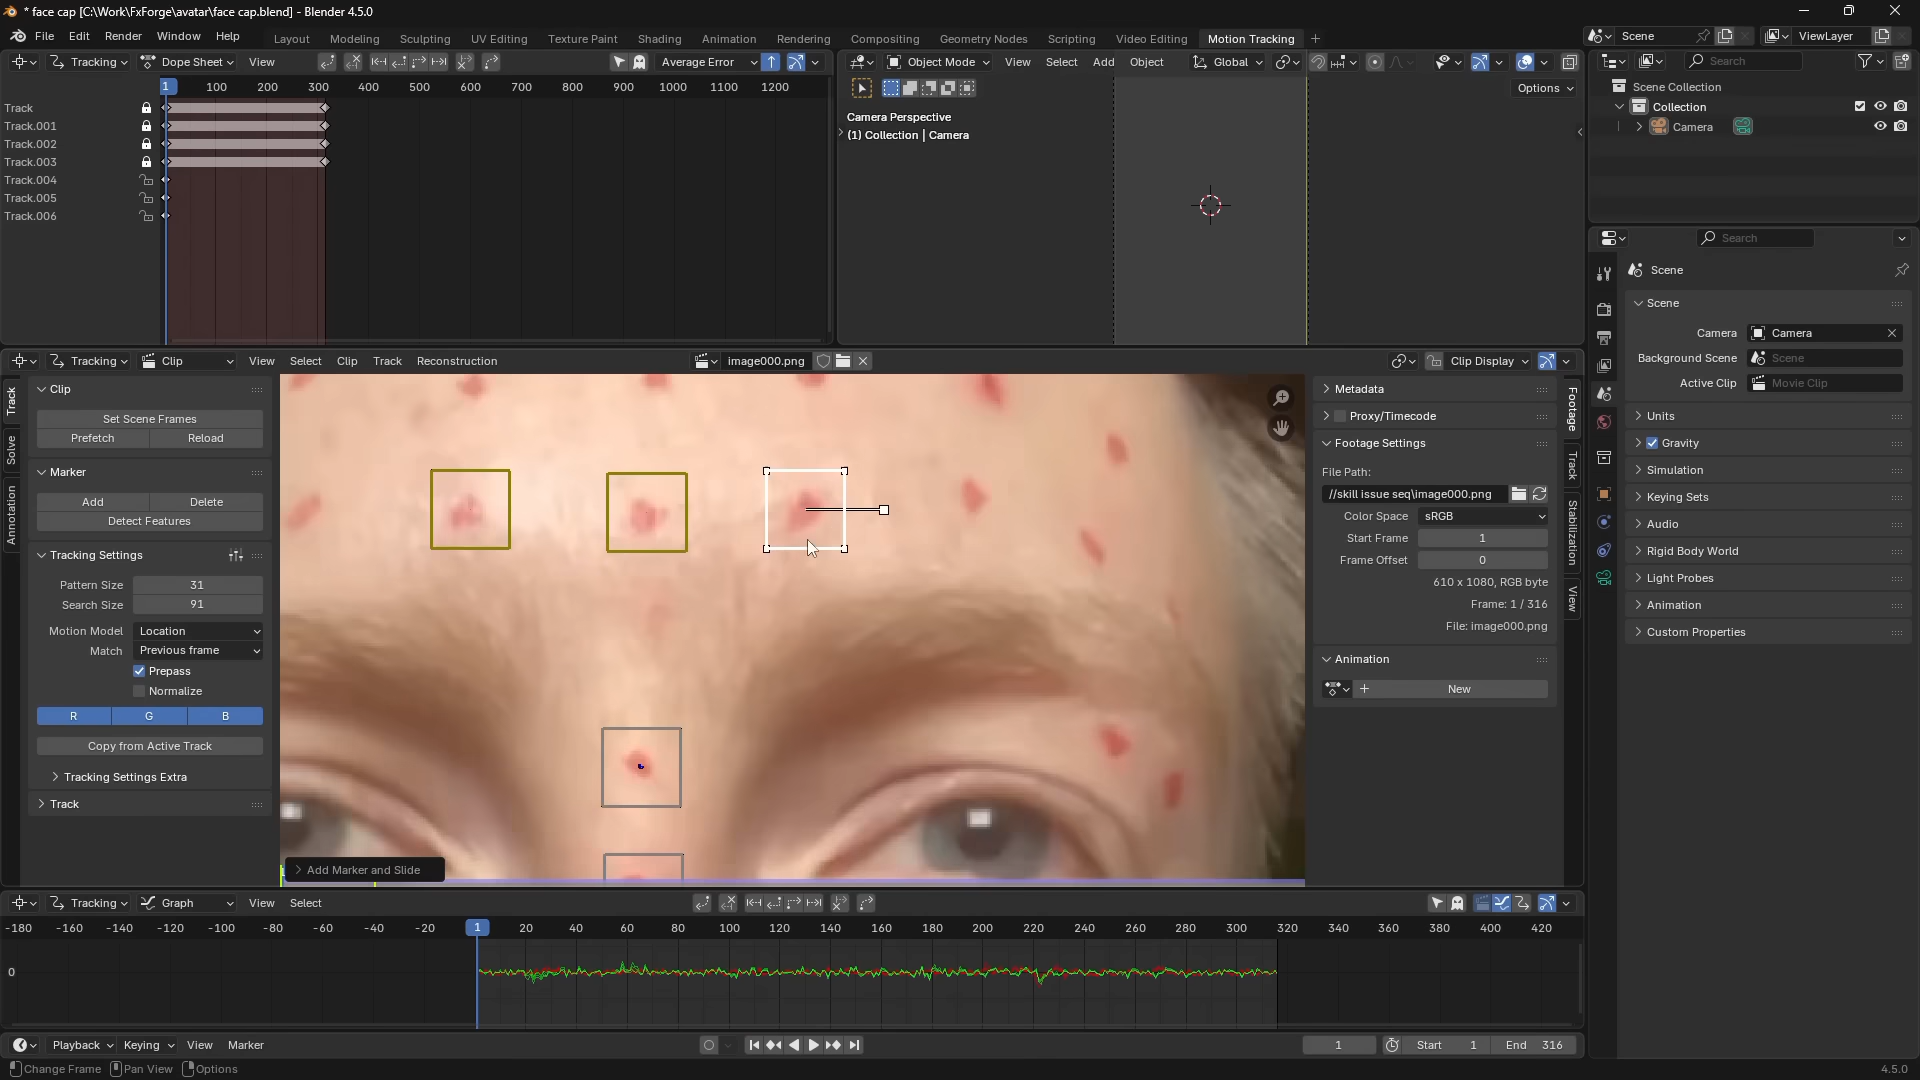 * face cap [C:\Work\FxForge\avatar\face cap.blend] - Blender 4.5.0
File Edit Render Window Help Layout Modeling Sculpting UV Editing Texture Paint Shading Animation Rendering Compositing Geometry Nodes Scripting Video Editing Motion Tracking + Scene ViewLayer
Tracking Dope Sheet View Average Error
1 100 200 300 400 500 600 700 800 900 1000 1100 1200
Track
Track.001
Track.002
Track.003
Track.004
Track.005
Track.006
Object Mode View Select Add Object Global
Options
Camera Perspective
(1) Collection | Camera
Search
Scene Collection
Collection
Camera
Search
Scene
Scene
Camera Camera
Background Scene Scene
Active Clip Movie Clip
Units
Gravity
Simulation
Keying Sets
Audio
Rigid Body World
Light Probes
Animation
Custom Properties
Tracking Clip View Select Clip Track Reconstruction image000.png Clip Display
Track
Solve
Annotation
Clip
Set Scene Frames
Prefetch Reload
Marker
Add Delete
Detect Features
Tracking Settings
Pattern Size 31
Search Size 91
Motion Model Location
Match Previous frame
Prepass
Normalize
R G B
Copy from Active Track
Tracking Settings Extra
Track
Add Marker and Slide
Metadata
Proxy/Timecode
Footage Settings
File Path:
//skill issue seq\image000.png
Color Space sRGB
Start Frame 1
Frame Offset 0
610 x 1080, RGB byte
Frame: 1 / 316
File: image000.png
Animation
New
Footage
Track
Stabilization
View
Tracking Graph View Select
-180 -160 -140 -120 -100 -80 -60 -40 -20 1 20 40 60 80 100 120 140 160 180 200 220 240 260 280 300 320 340 360 380 400 420
0
Playback Keying View Marker 1 Start 1 End 316
Change Frame Pan View Options 4.5.0